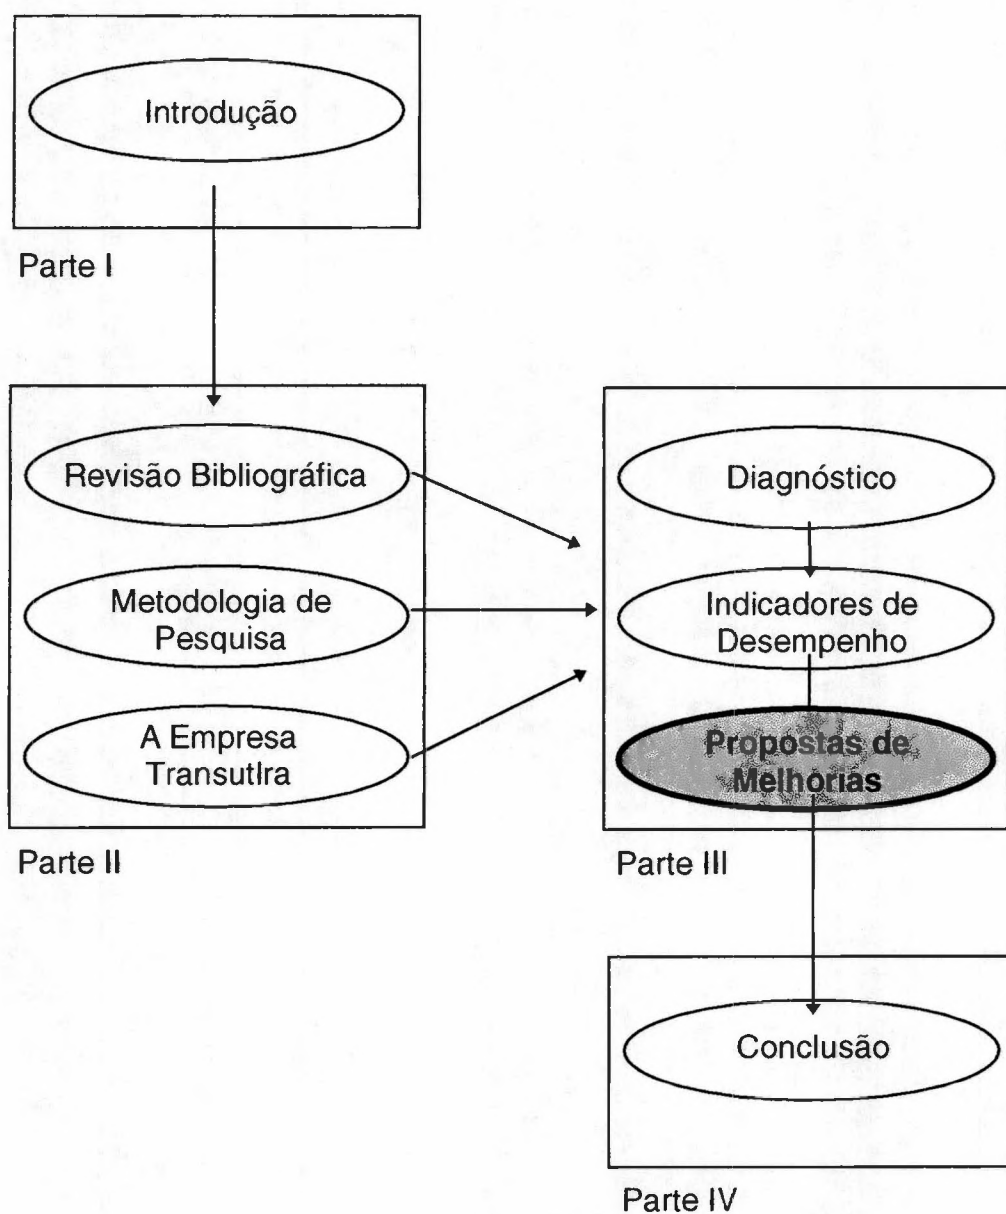 Introdução
Parte I
Revisão Bibliográfica
Metodologia de
Pesquisa
A Empresa
Transutlra
Parte II
Diagnóstico
Indicadores de
Desempenho
Propostas de
Melhorias
Parte III
Conclusão
Parte IV